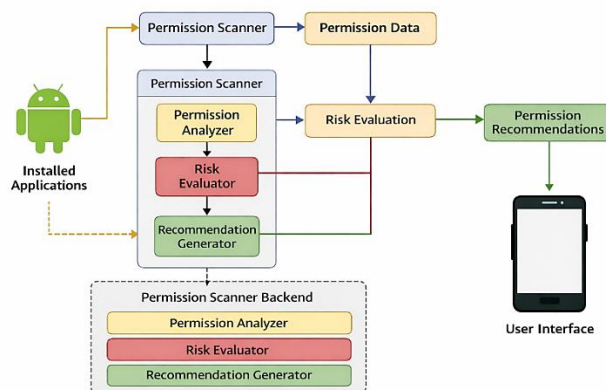 Permission Scanner
Permission Data
Permission Scanner
Permission
Analyzer
Risk Evaluation
Permission
Recommendations
Installed
Applications
Risk
Evaluator
Recommendation
Generator
Permission Scanner Backend
Permission Analyzer
Risk Evaluator
Recommendation Generator
User Interface